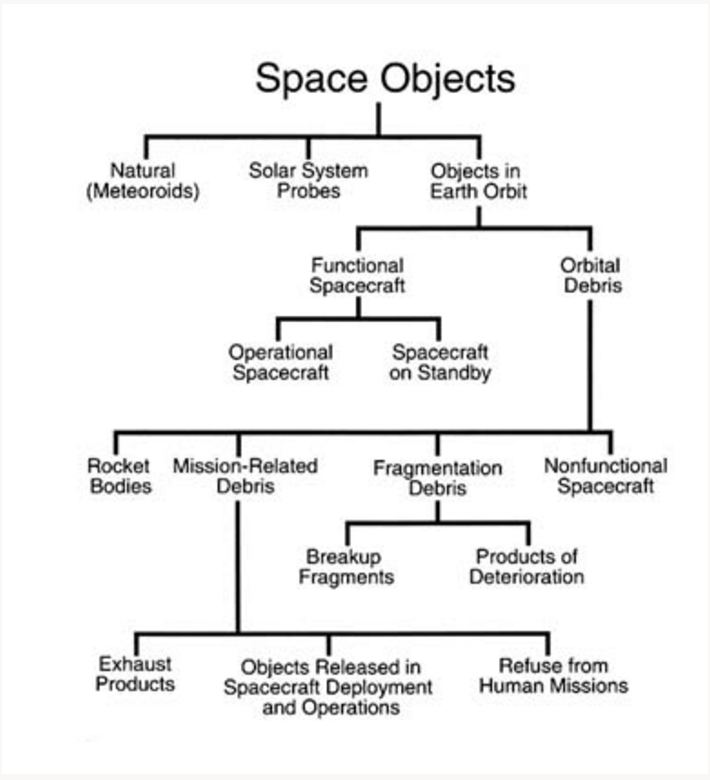 Space Objects
Natural
(Meteoroids)
Solar System
Probes
Objects in
Earth Orbit
Functional
Spacecraft
Orbital
Debris
Operational
Spacecraft
Spacecraft
on Standby
Rocket
Bodies
Mission-Related
Debris
Fragmentation
Debris
Nonfunctional
Spacecraft
Breakup
Fragments
Products of
Deterioration
Exhaust
Products
Objects Released in
Spacecraft Deployment
and Operations
Refuse from
Human Missions